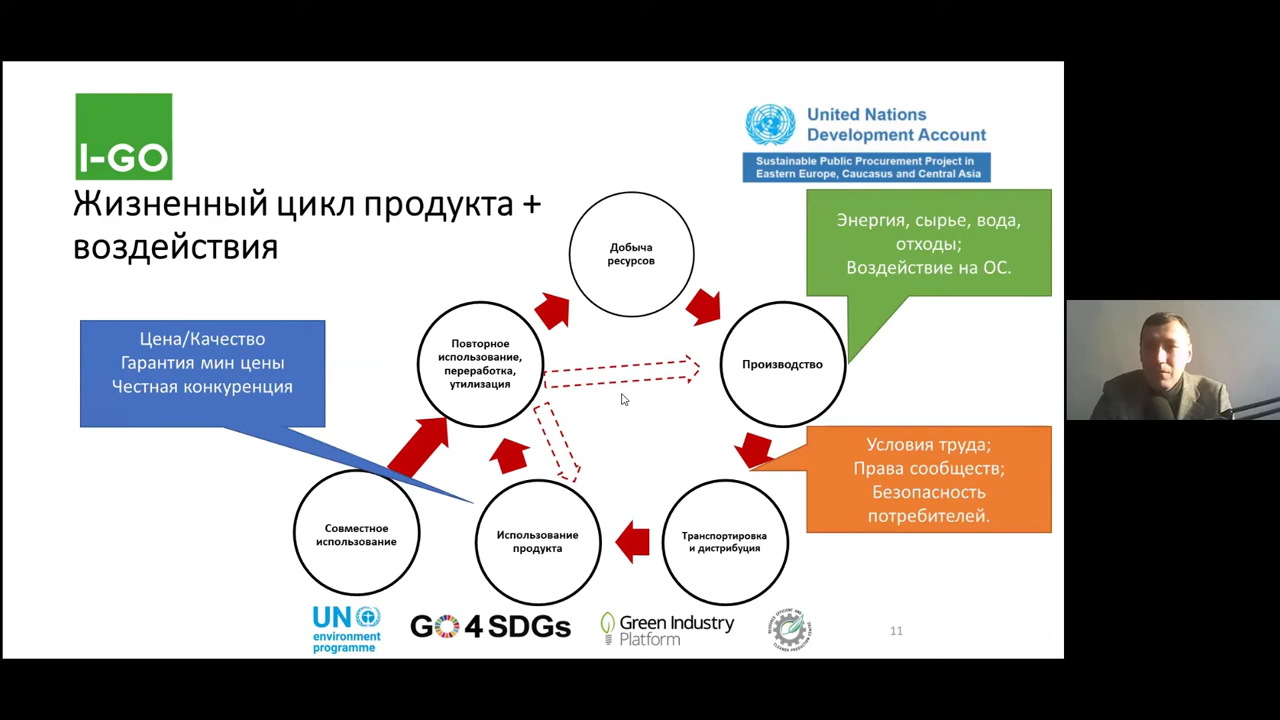 I-GO
United Nations
Development Account
Sustainable Public Procurement Project in
Eastern Europe, Caucasus and Central Asia
Жизненный цикл продукта +
воздействия
Энергия, сырье, вода,
отходы;
Воздействие на ОС.
Добыча
ресурсов
Цена/Качество
Гарантия мин цены
Честная конкуренция
Повторное
использование,
переработка,
утилизация
Производство
Условия труда;
Права сообществ;
Безопасность
потребителей.
Совместное
использование
Использование
продукта
Транспортировка
и дистрибуция
UN
environment
programme
GO4SDGs
Green Industry
Platform
11